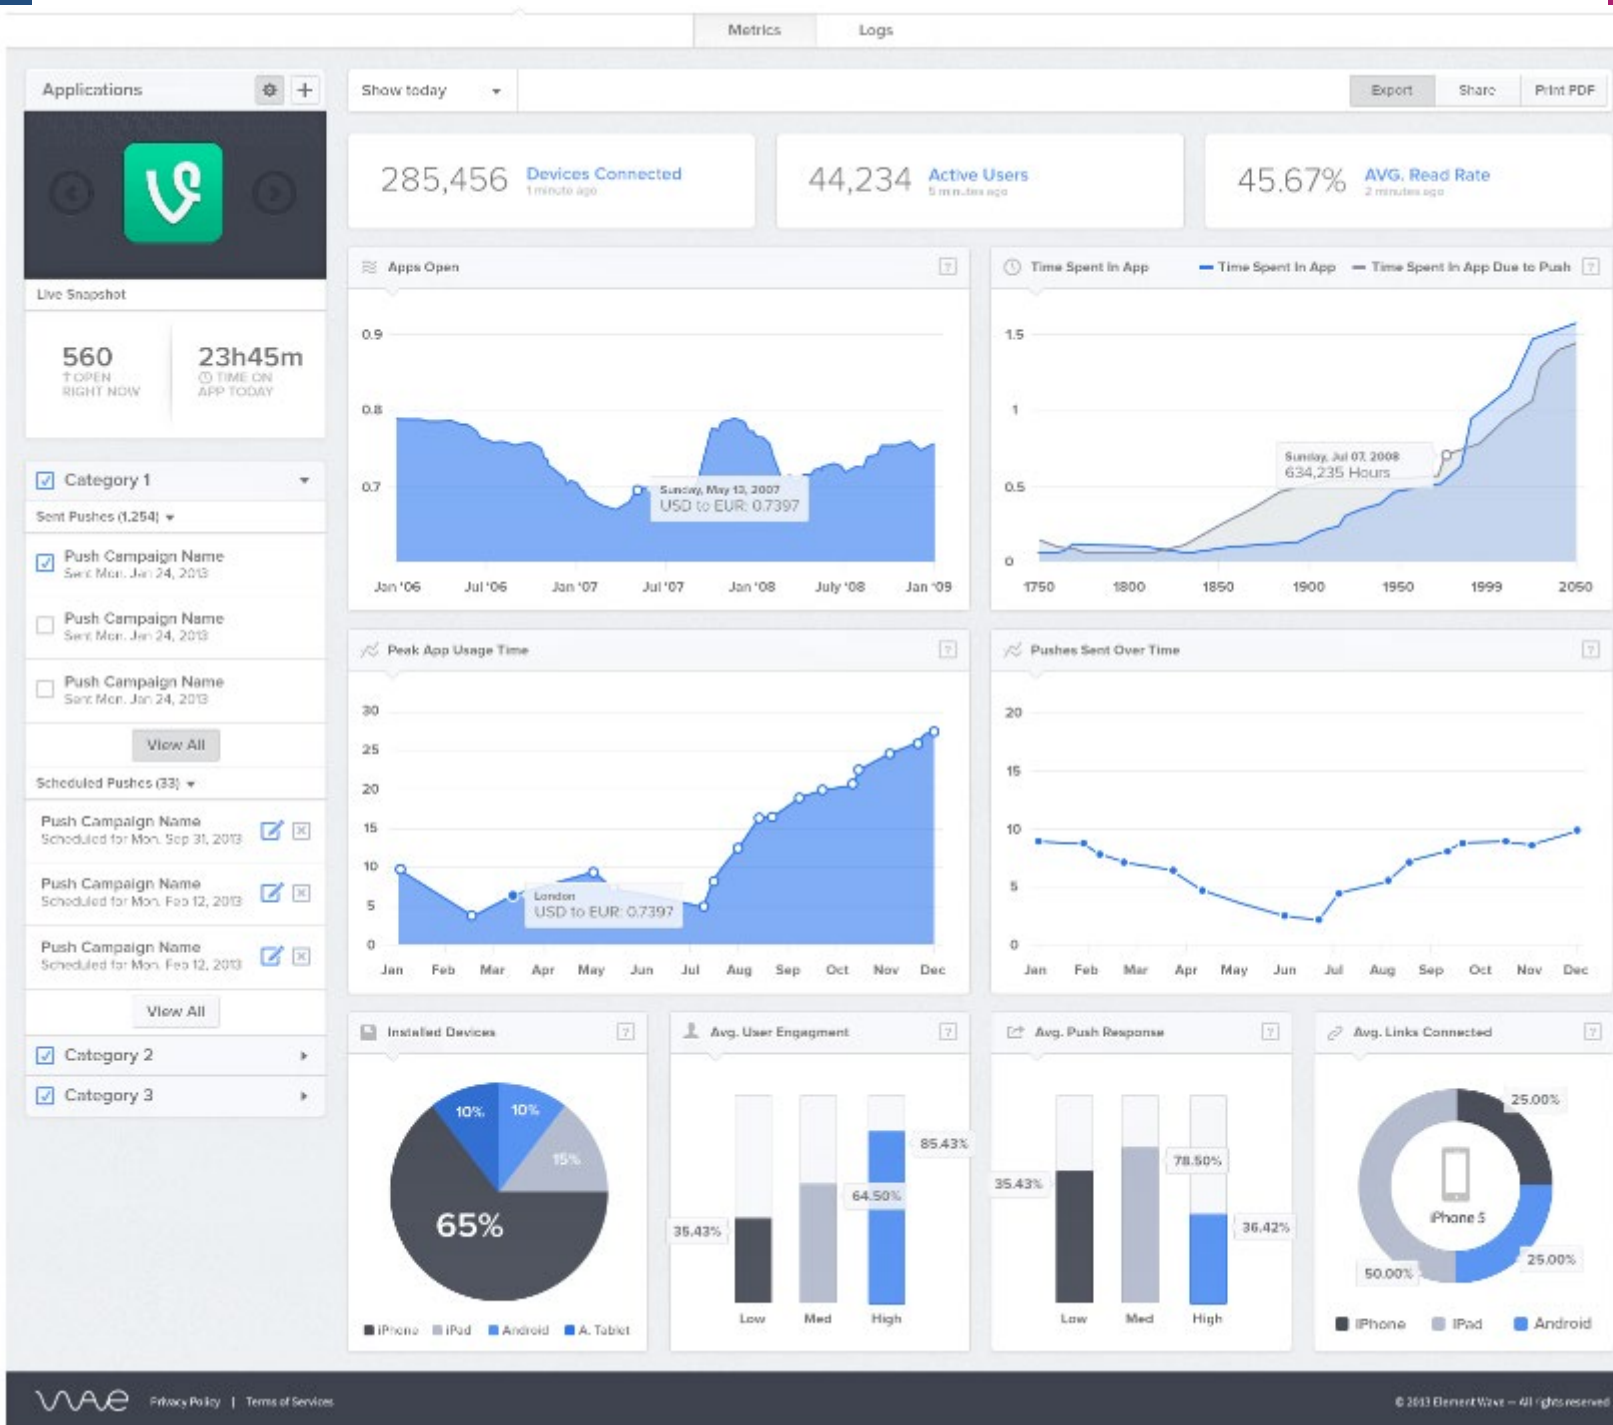 Metrics Logs
Applications
Show today
Export Share Print PDF
285,456 Devices Connected
1 minute ago
44,234 Active Users
5 minutes ago
45.67% AVG. Read Rate
2 minutes ago
Live Snapshot
560
OPEN
RIGHT NOW
23h45m
TIME ON
APP TODAY
Category 1
Sent Pushes (1,254)
Push Campaign Name
Sent Mon. Jan 24, 2013
Push Campaign Name
Sent Mon. Jan 24, 2013
Push Campaign Name
Sent Mon. Jan 24, 2013
View All
Scheduled Pushes (33)
Push Campaign Name
Scheduled for Mon. Sep 31, 2013
Push Campaign Name
Scheduled for Mon. Feb 12, 2013
Push Campaign Name
Scheduled for Mon. Feb 12, 2013
View All
Category 2
Category 3
Apps Open ?
0.9
0.8
0.7
Sunday, May 13, 2007
USD to EUR: 0.7397
Jan '06 Jul '06 Jan '07 Jul '07 Jan '08 July '08 Jan '09
Time Spent In App Time Spent In App Time Spent In App Due to Push ?
1.5
1
0.5
0
Sunday, Jul 07, 2008
634,235 Hours
1750 1800 1850 1900 1950 1999 2050
Peak App Usage Time ?
30
25
20
15
10
5
0
London
USD to EUR: 0.7397
Jan Feb Mar Apr May Jun Jul Aug Sep Oct Nov Dec
Pushes Sent Over Time ?
20
15
10
5
0
Jan Feb Mar Apr May Jun Jul Aug Sep Oct Nov Dec
Installed Devices ?
10% 10%
15%
65%
iPhone iPad Android A. Tablet
Avg. User Engagment ?
85.43%
64.50%
35.43%
Low Med High
Avg. Push Response ?
78.50%
35.43%
36.42%
Low Med High
Avg. Links Connected ?
25.00%
iPhone 5
25.00%
50.00%
IPhone IPad Android
WAE Privacy Policy | Terms of Services
© 2013 Element Wave — All rights reserved